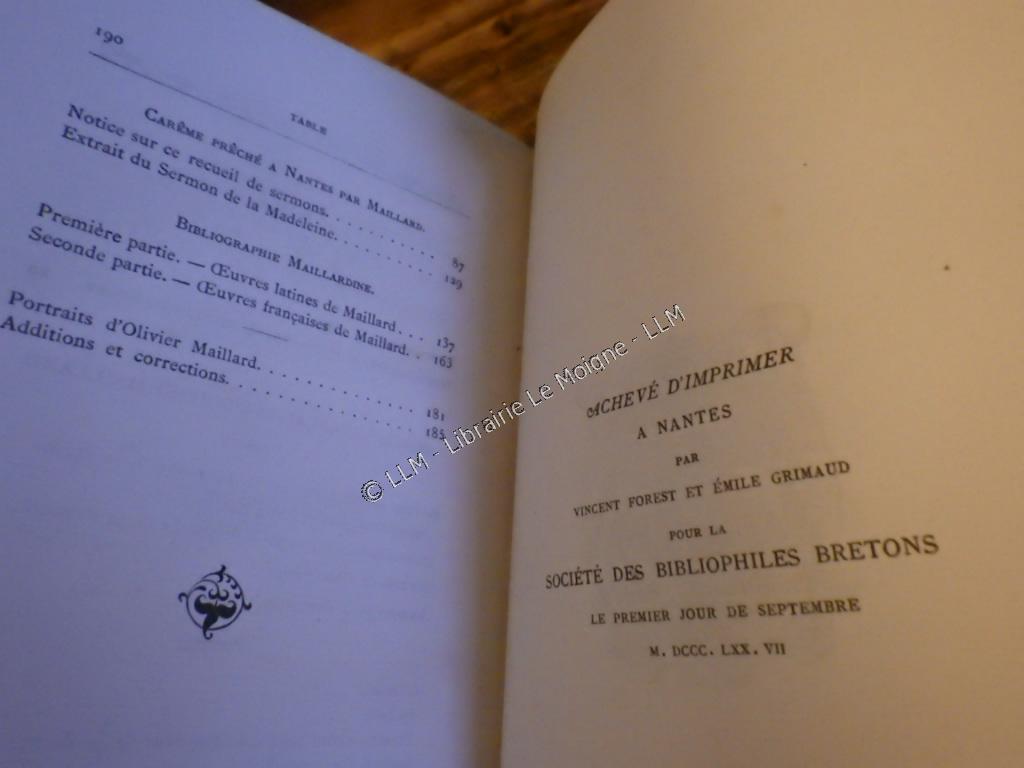 190
TABLE
CARÊME PRÊCHÉ A NANTES PAR MAILLARD.
Notice sur ce recueil de sermons. . . . . . . . . . . 87
Extrait du Sermon de la Madeleine. . . . . . . . . . 129
BIBLIOGRAPHIE MAILLARDINE.
Première partie. — Œuvres latines de Maillard. . . . 137
Seconde partie. — Œuvres françaises de Maillard. . 163
Portraits d'Olivier Maillard. . . . . . . . . . . . . . 181
Additions et corrections. . . . . . . . . . . . . . . 185
ACHEVÉ D'IMPRIMER
A NANTES
PAR
VINCENT FOREST ET ÉMILE GRIMAUD
POUR LA
SOCIÉTÉ DES BIBLIOPHILES BRETONS
LE PREMIER JOUR DE SEPTEMBRE
M. DCCC. LXX. VII
© LLM - Librairie Le Moigne - LLM